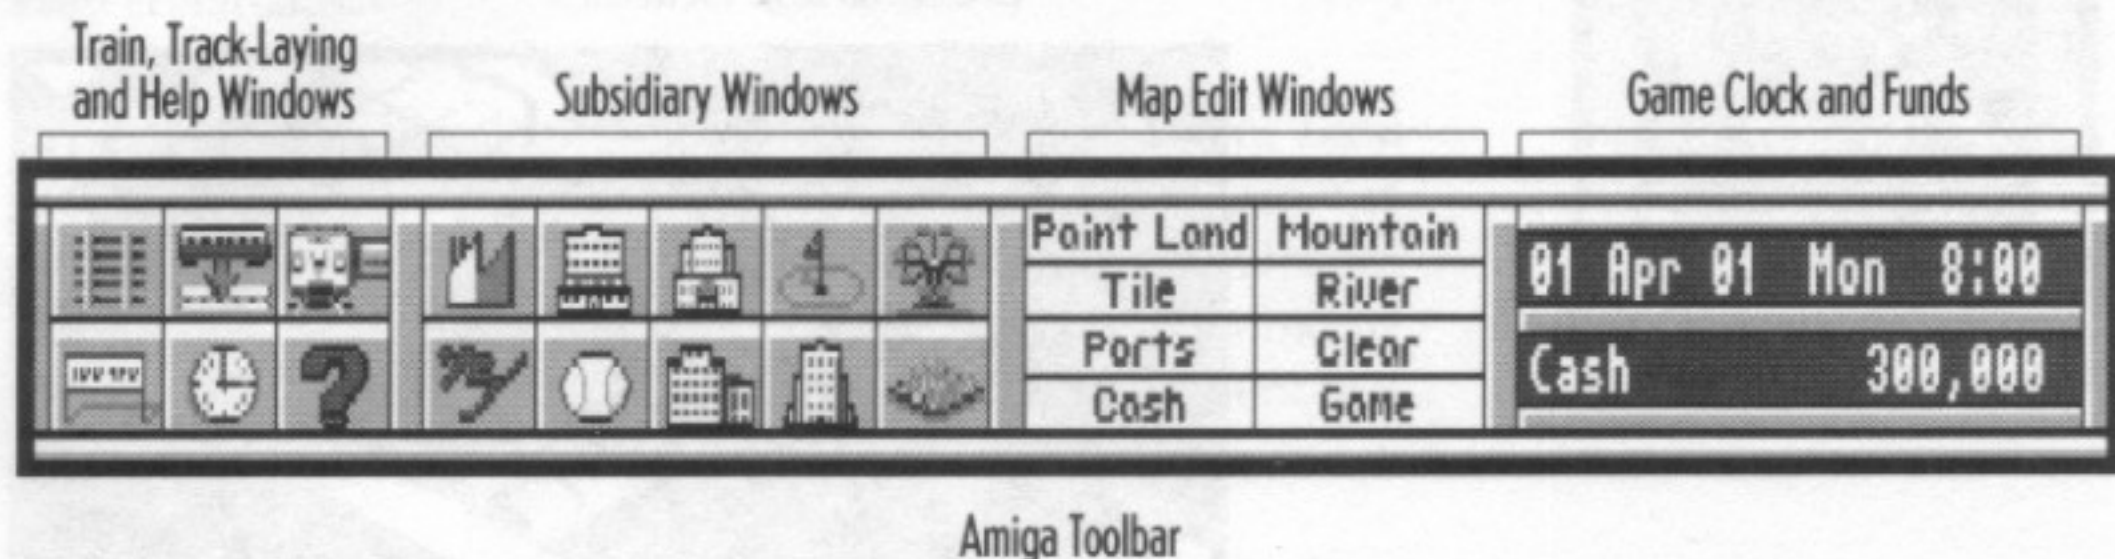 Train, Track-Laying
and Help Windows
Subsidiary Windows
Map Edit Windows
Game Clock and Funds
Paint Land Mountain
Tile River
Ports Clear
Cash Game
01 Apr 01 Mon 8:00
Cash 300,000
Amiga Toolbar